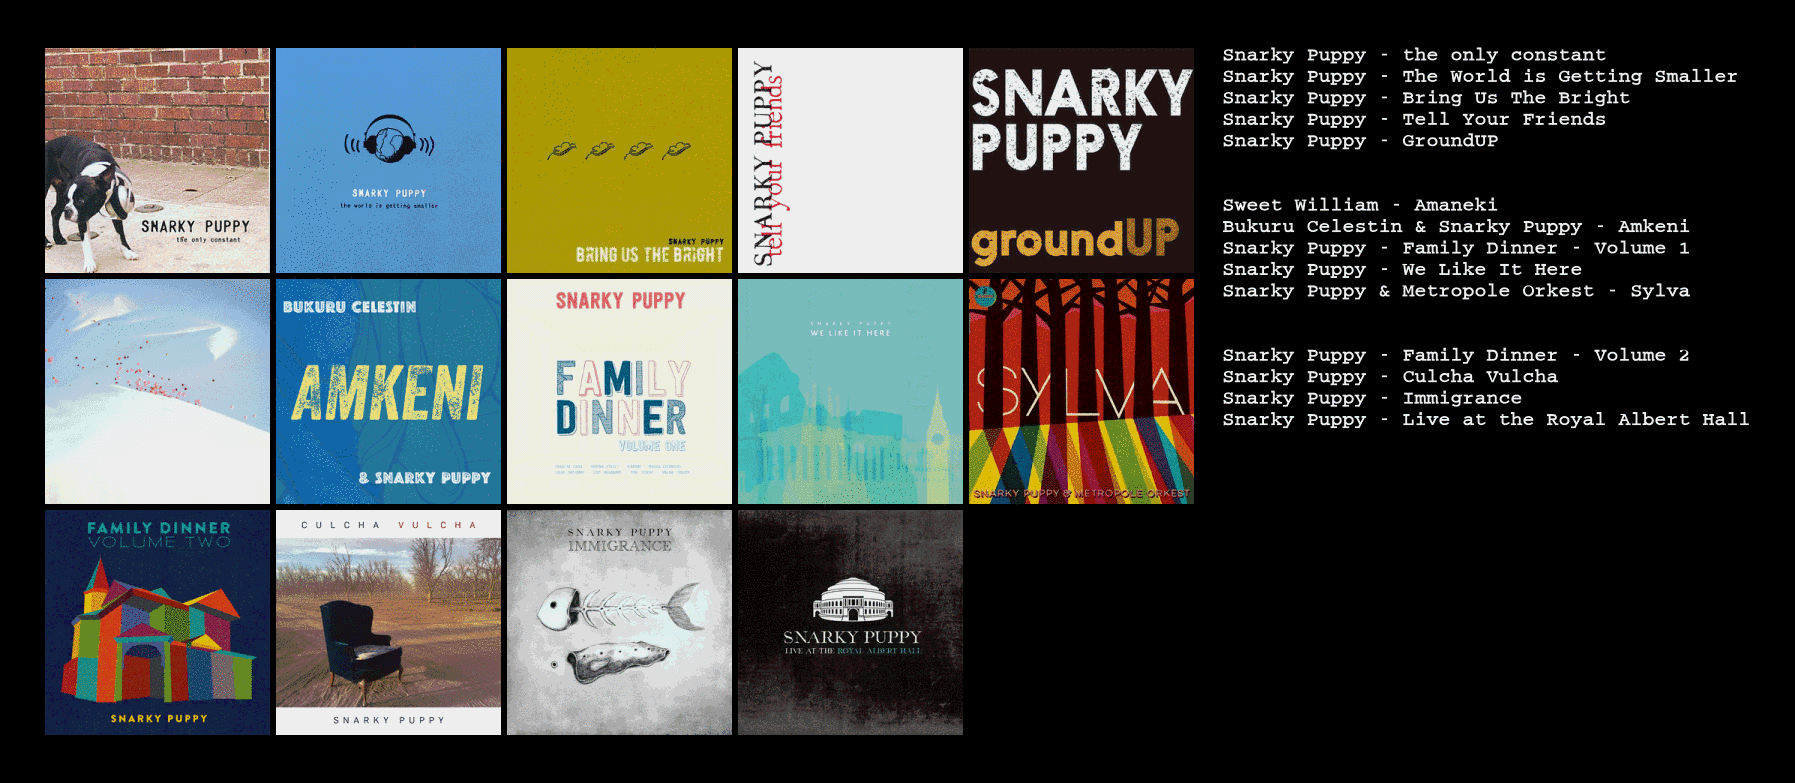 SNARKY PUPPY
the only constant
SNARKY PUPPY
the world is getting smaller
SNARKY PUPPY
BRING US THE BRIGHT
SNARKY PUPPY
tell your friends
SNARKY
PUPPY
groundUP
BUKURU CELESTIN
AMKENI
& SNARKY PUPPY
SNARKY PUPPY
FAMILY
DINNER
VOLUME ONE
SNARKY PUPPY
WE LIKE IT HERE
SYLVA
SNARKY PUPPY & METROPOLE ORKEST
FAMILY DINNER
VOLUME TWO
SNARKY PUPPY
CULCHA VULCHA
SNARKY PUPPY
SNARKY PUPPY
IMMIGRANCE
SNARKY PUPPY
LIVE AT THE ROYAL ALBERT HALL
Snarky Puppy - the only constant
Snarky Puppy - The World is Getting Smaller
Snarky Puppy - Bring Us The Bright
Snarky Puppy - Tell Your Friends
Snarky Puppy - GroundUP
Sweet William - Amaneki
Bukuru Celestin & Snarky Puppy - Amkeni
Snarky Puppy - Family Dinner - Volume 1
Snarky Puppy - We Like It Here
Snarky Puppy & Metropole Orkest - Sylva
Snarky Puppy - Family Dinner - Volume 2
Snarky Puppy - Culcha Vulcha
Snarky Puppy - Immigrance
Snarky Puppy - Live at the Royal Albert Hall